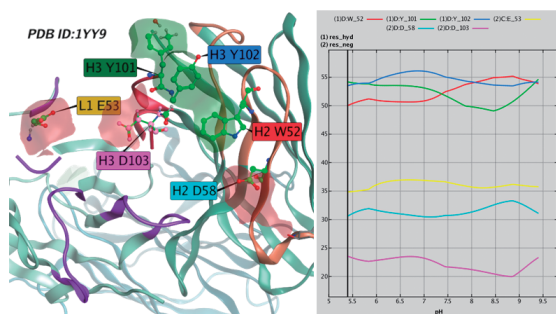 PDB ID:1YY9
H3 Y101
H3 Y102
L1 E53
H2 W52
H3 D103
H2 D58
(1)D:W_52 (1)D:Y_101 (1)D:Y_102 (2)C:E_53
(2)D:D_58 (2)D:D_103
(1) res_hyd
(2) res_neg
60
55
50
45
40
35
30
25
20
5.5 6 6.5 7 7.5 8 8.5 9 9.5
pH